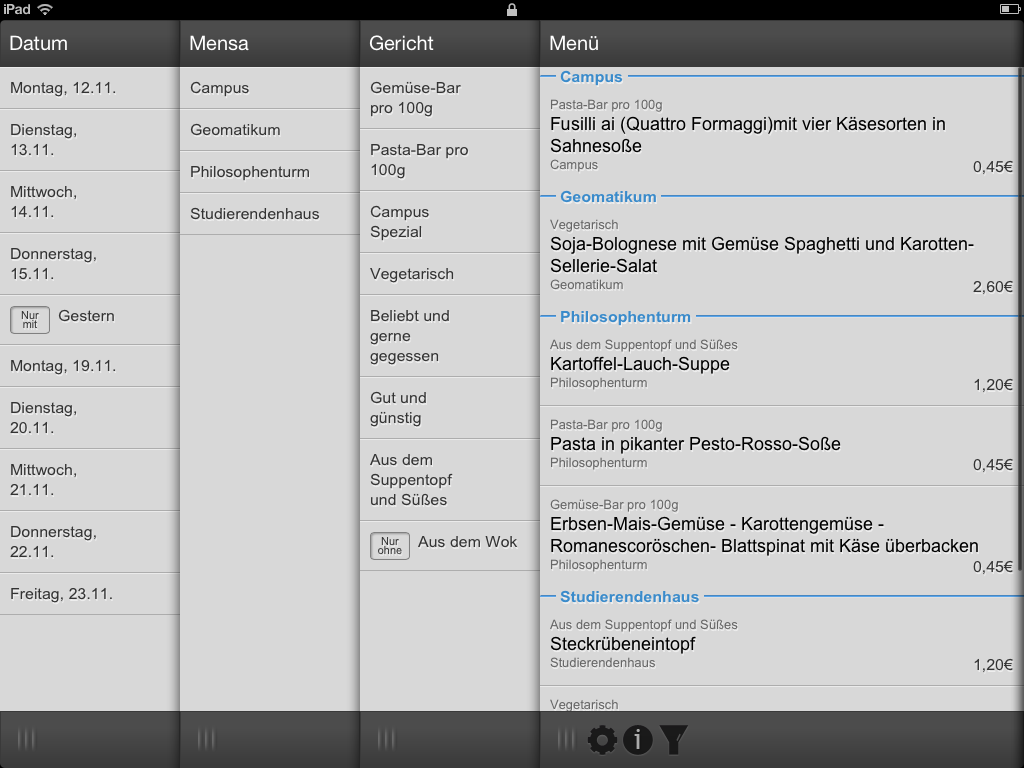 iPad
Datum
Montag, 12.11.
Dienstag,
13.11.
Mittwoch,
14.11.
Donnerstag,
15.11.
Nur
mit
Gestern
Montag, 19.11.
Dienstag,
20.11.
Mittwoch,
21.11.
Donnerstag,
22.11.
Freitag, 23.11.
Mensa
Campus
Geomatikum
Philosophenturm
Studierendenhaus
Gericht
Gemüse-Bar
pro 100g
Pasta-Bar pro
100g
Campus
Spezial
Vegetarisch
Beliebt und
gerne
gegessen
Gut und
günstig
Aus dem
Suppentopf
und Süßes
Nur
ohne
Aus dem Wok
Menü
Campus
Pasta-Bar pro 100g
Fusilli ai (Quattro Formaggi)mit vier Käsesorten in
Sahnesoße
Campus
0,45€
Geomatikum
Vegetarisch
Soja-Bolognese mit Gemüse Spaghetti und Karotten-
Sellerie-Salat
Geomatikum
2,60€
Philosophenturm
Aus dem Suppentopf und Süßes
Kartoffel-Lauch-Suppe
Philosophenturm
1,20€
Pasta-Bar pro 100g
Pasta in pikanter Pesto-Rosso-Soße
Philosophenturm
0,45€
Gemüse-Bar pro 100g
Erbsen-Mais-Gemüse - Karottengemüse -
Romanescoröschen- Blattspinat mit Käse überbacken
Philosophenturm
0,45€
Studierendenhaus
Aus dem Suppentopf und Süßes
Steckrübeneintopf
Studierendenhaus
1,20€
Vegetarisch